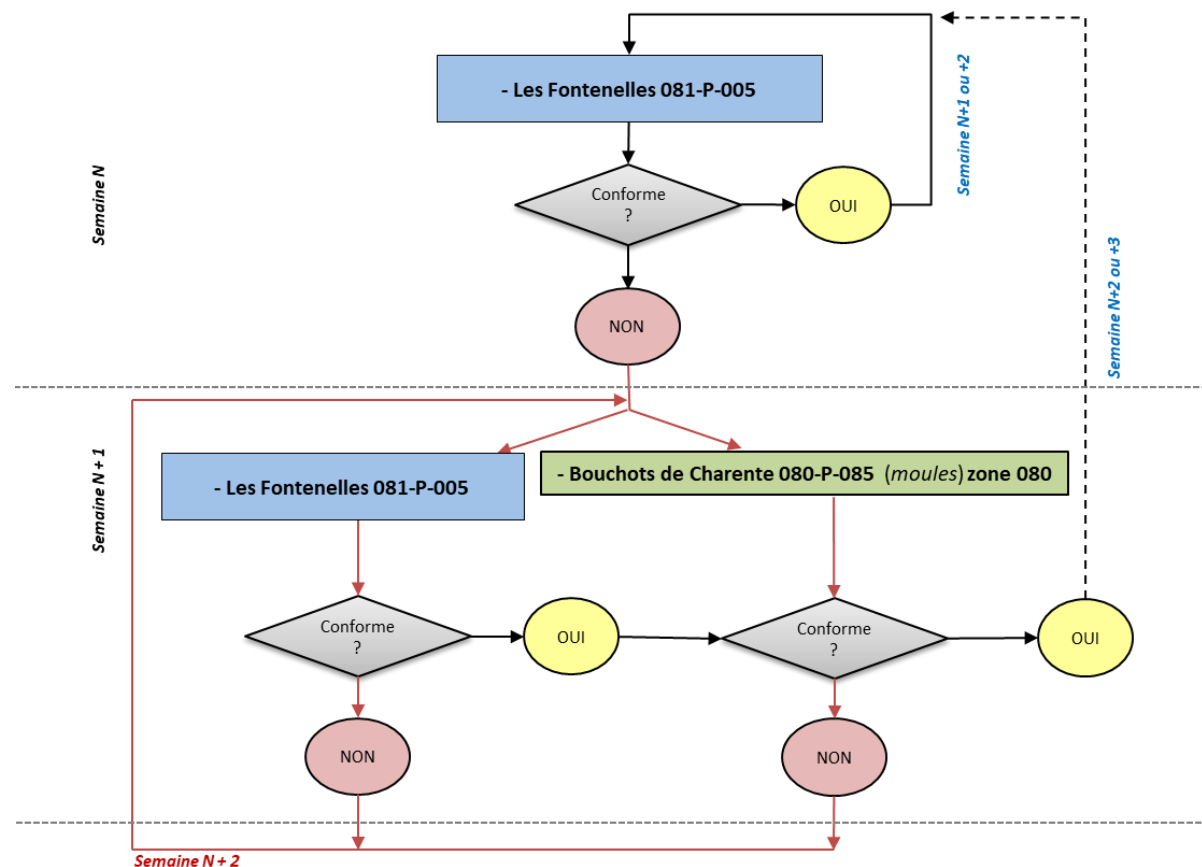 Semaine N
- Les Fontenelles 081-P-005
Conforme
?
OUI
Semaine N+1 ou +2
NON
Semaine N+2 ou +3
Semaine N + 1
- Les Fontenelles 081-P-005
- Bouchots de Charente 080-P-085 (moules) zone 080
Conforme
?
OUI
Conforme
?
OUI
NON
NON
Semaine N + 2